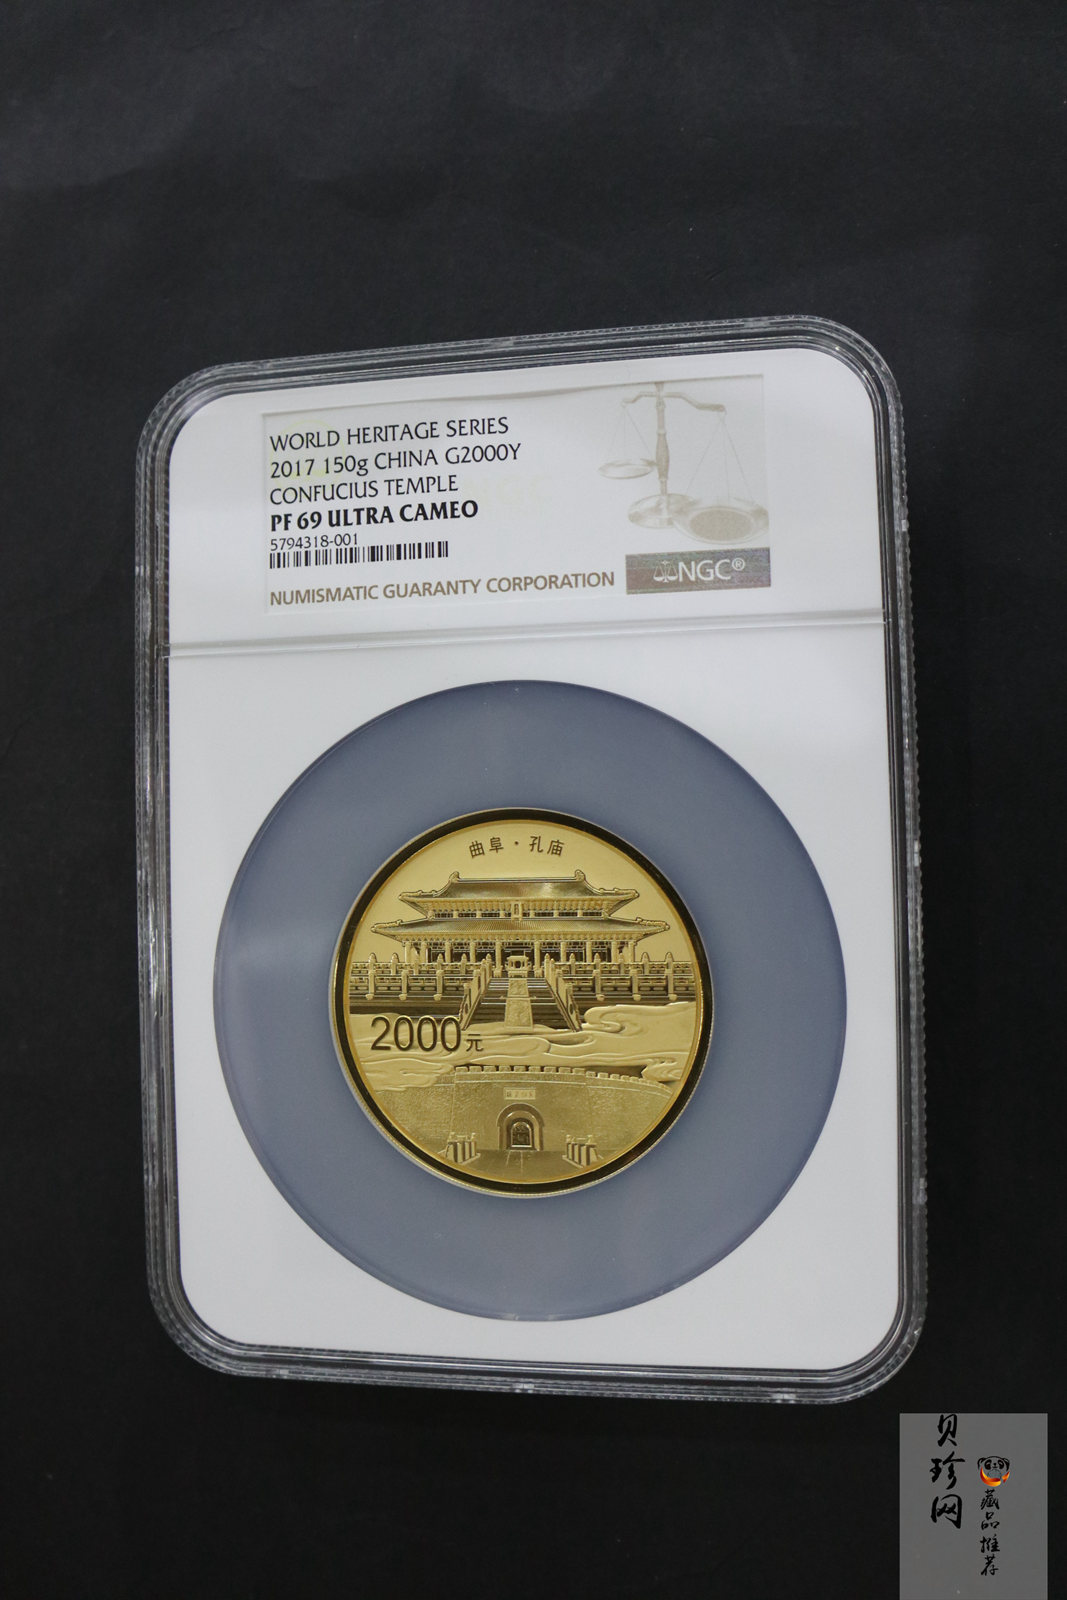 WORLD HERITAGE SERIES
2017 150g CHINA G2000Y
CONFUCIUS TEMPLE
PF 69 ULTRA CAMEO
5794318-001
NUMISMATIC GUARANTY CORPORATION
NGC®
曲阜·孔庙
2000元
贝珍网
藏品推荐